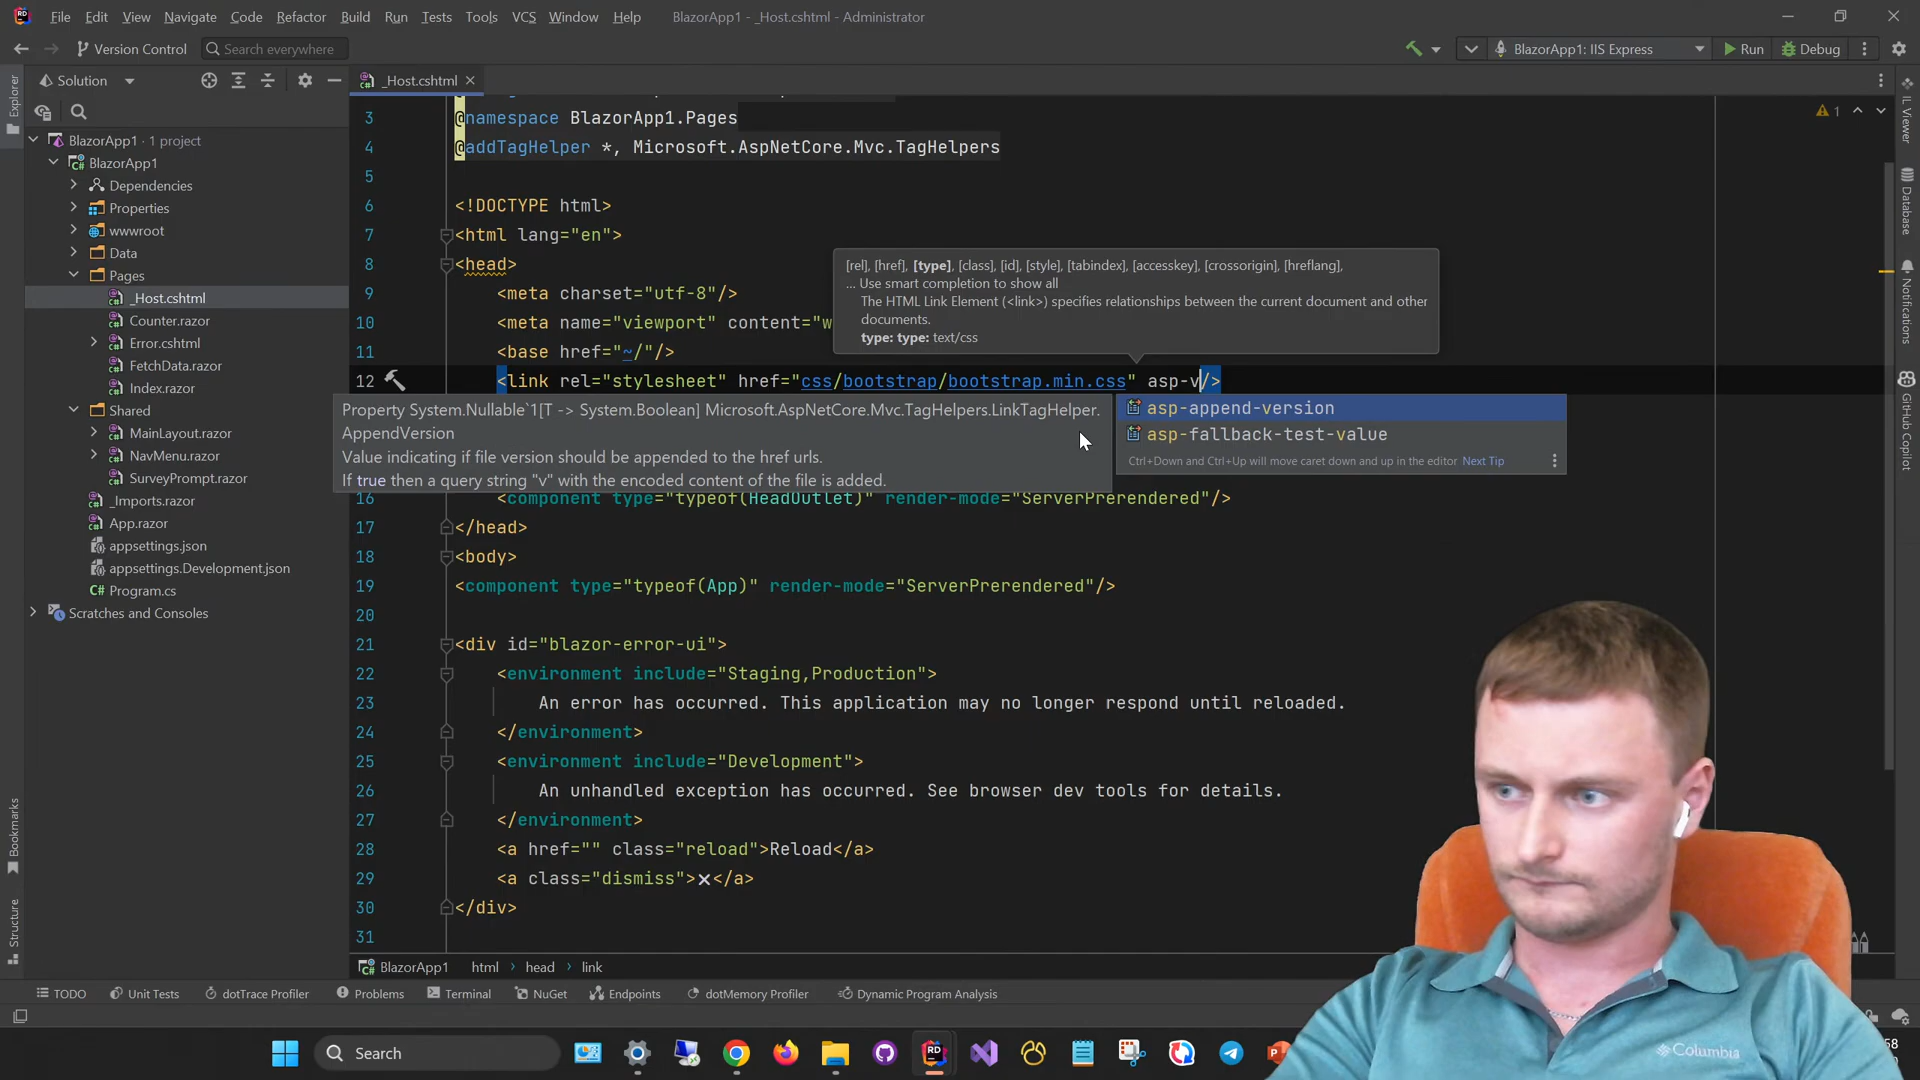 File Edit View Navigate Code Refactor Build Run Tests Tools VCS Window Help BlazorApp1 - _Host.cshtml - Administrator
Version Control Search everywhere BlazorApp1: IIS Express Run Debug
Solution _Host.cshtml
Explorer
BlazorApp1 · 1 project
BlazorApp1
Dependencies
Properties
wwwroot
Data
Pages
_Host.cshtml
Counter.razor
Error.cshtml
FetchData.razor
Index.razor
Shared
MainLayout.razor
NavMenu.razor
SurveyPrompt.razor
_Imports.razor
App.razor
appsettings.json
appsettings.Development.json
Program.cs
Scratches and Consoles
Bookmarks
Structure
3 @namespace BlazorApp1.Pages
4 @addTagHelper *, Microsoft.AspNetCore.Mvc.TagHelpers
5
6 <!DOCTYPE html>
7 <html lang="en">
8 <head>
9 <meta charset="utf-8"/>
10 <meta name="viewport" content="w
11 <base href="~/"/>
12 <link rel="stylesheet" href="css/bootstrap/bootstrap.min.css" asp-v/>
[rel], [href], [type], [class], [id], [style], [tabindex], [accesskey], [crossorigin], [hreflang],
... Use smart completion to show all
The HTML Link Element (<link>) specifies relationships between the current document and other
documents.
type: type: text/css
Property System.Nullable`1[T -> System.Boolean] Microsoft.AspNetCore.Mvc.TagHelpers.LinkTagHelper.
AppendVersion
Value indicating if file version should be appended to the href urls.
If true then a query string "v" with the encoded content of the file is added.
asp-append-version
asp-fallback-test-value
Ctrl+Down and Ctrl+Up will move caret down and up in the editor Next Tip
16 <component type="typeof(HeadOutlet)" render-mode="ServerPrerendered"/>
17 </head>
18 <body>
19 <component type="typeof(App)" render-mode="ServerPrerendered"/>
20
21 <div id="blazor-error-ui">
22 <environment include="Staging,Production">
23 An error has occurred. This application may no longer respond until reloaded.
24 </environment>
25 <environment include="Development">
26 An unhandled exception has occurred. See browser dev tools for details.
27 </environment>
28 <a href="" class="reload">Reload</a>
29 <a class="dismiss">🗙</a>
30 </div>
31
1
IL Viewer
Database
Notifications
GitHub Copilot
BlazorApp1 html head link
TODO Unit Tests dotTrace Profiler Problems Terminal NuGet Endpoints dotMemory Profiler Dynamic Program Analysis
Search
RD
58
Columbia